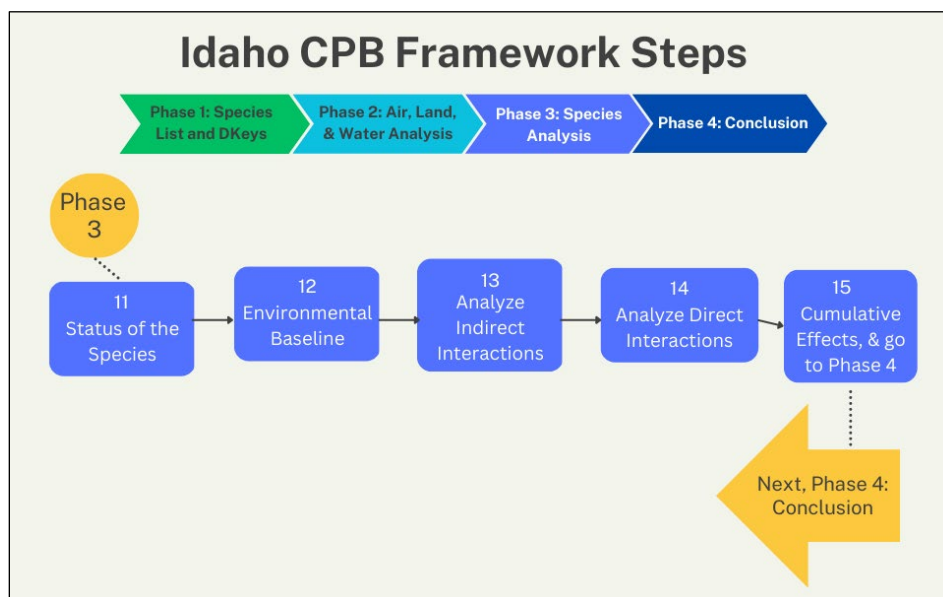 Idaho CPB Framework Steps
Phase 1: Species
List and DKeys
Phase 2: Air, Land,
& Water Analysis
Phase 3: Species
Analysis
Phase 4: Conclusion
Phase
3
11
Status of the
Species
12
Environmental
Baseline
13
Analyze
Indirect
Interactions
14
Analyze Direct
Interactions
15
Cumulative
Effects, & go
to Phase 4
Next, Phase 4:
Conclusion